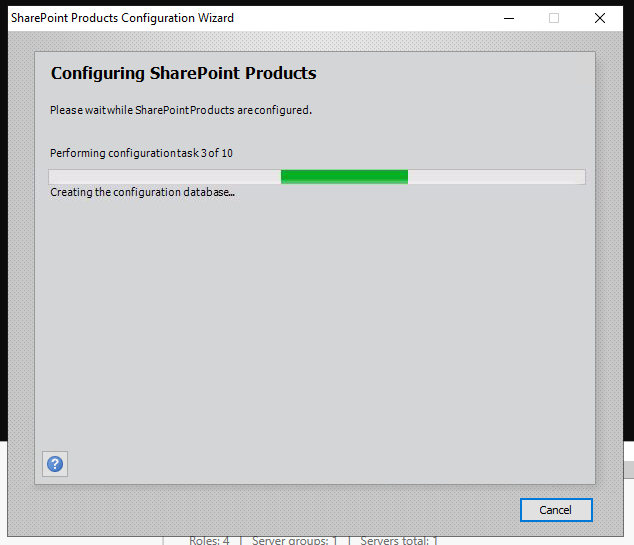 SharePoint Products Configuration Wizard
Configuring SharePoint Products
Please wait while SharePoint Products are configured.
Performing configuration task 3 of 10
Creating the configuration database...
?
Cancel
Roles: 4 | Server groups: 1 | Servers total: 1